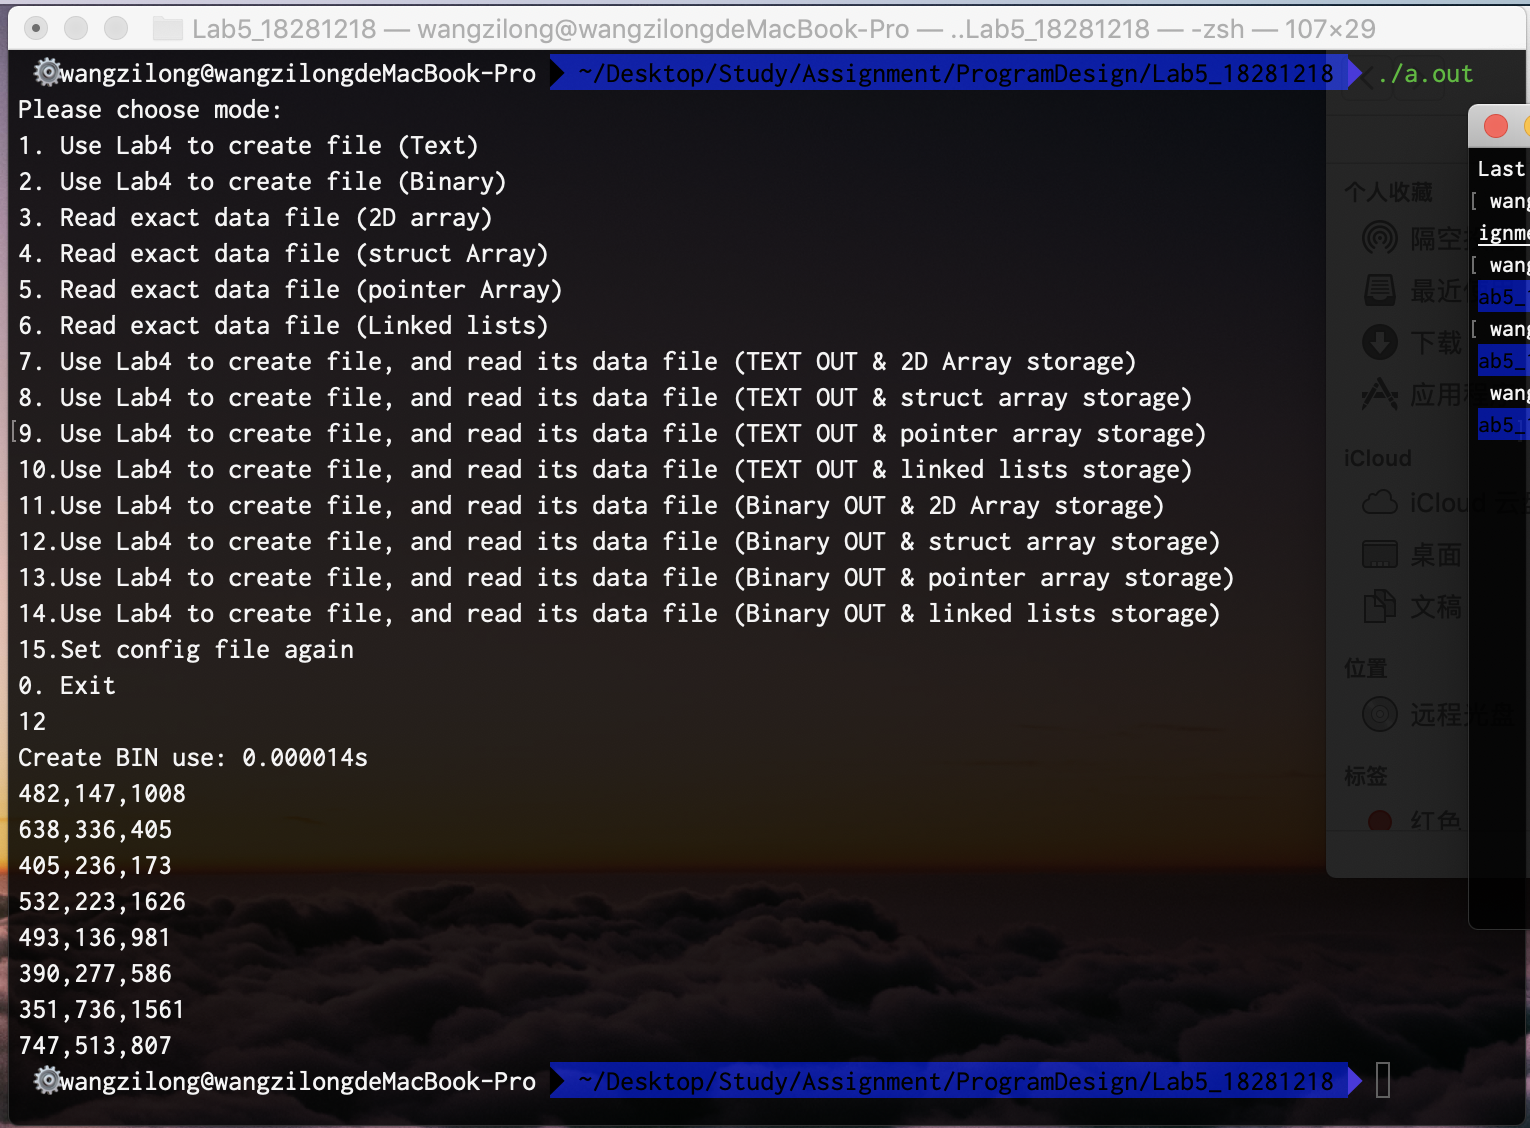 Lab5_18281218 — wangzilong@wangzilongdeMacBook-Pro — ..Lab5_18281218 — -zsh — 107×29
wangzilong@wangzilongdeMacBook-Pro ~/Desktop/Study/Assignment/ProgramDesign/Lab5_18281218 ./a.out
Please choose mode:
1. Use Lab4 to create file (Text)
2. Use Lab4 to create file (Binary)
3. Read exact data file (2D array)
4. Read exact data file (struct Array)
5. Read exact data file (pointer Array)
6. Read exact data file (Linked lists)
7. Use Lab4 to create file, and read its data file (TEXT OUT & 2D Array storage)
8. Use Lab4 to create file, and read its data file (TEXT OUT & struct array storage)
[9. Use Lab4 to create file, and read its data file (TEXT OUT & pointer array storage)
10.Use Lab4 to create file, and read its data file (TEXT OUT & linked lists storage)
11.Use Lab4 to create file, and read its data file (Binary OUT & 2D Array storage)
12.Use Lab4 to create file, and read its data file (Binary OUT & struct array storage)
13.Use Lab4 to create file, and read its data file (Binary OUT & pointer array storage)
14.Use Lab4 to create file, and read its data file (Binary OUT & linked lists storage)
15.Set config file again
0. Exit
12
Create BIN use: 0.000014s
482,147,1008
638,336,405
405,236,173
532,223,1626
493,136,981
390,277,586
351,736,1561
747,513,807
wangzilong@wangzilongdeMacBook-Pro ~/Desktop/Study/Assignment/ProgramDesign/Lab5_18281218
个人收藏
隔空
最近
下载
应用
iCloud
iCloud
桌面
文稿
位置
远程光盘
标签
红色
Last
[ wang
ignme
[ wang
ab5_
[ wang
ab5_
wang
ab5_